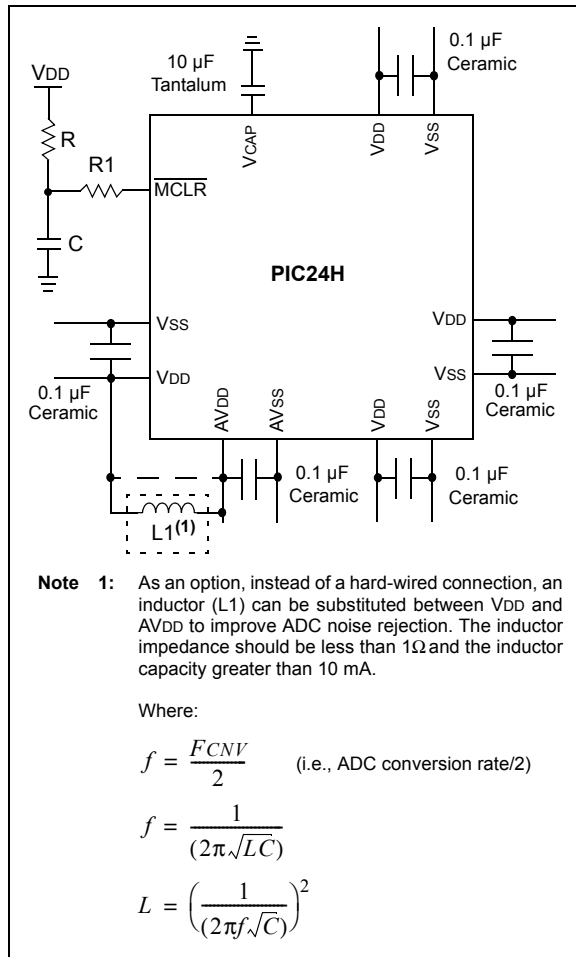 VDD
10 µF
Tantalum
0.1 µF
Ceramic
R
R1
C
VCAP
VDD
VSS
MCLR
PIC24H
VSS
VDD
0.1 µF
Ceramic
VDD
VSS
0.1 µF
Ceramic
AVDD
AVSS
VDD
VSS
0.1 µF
Ceramic
0.1 µF
Ceramic
L1(1)
Note 1: As an option, instead of a hard-wired connection, an
inductor (L1) can be substituted between VDD and
AVDD to improve ADC noise rejection. The inductor
impedance should be less than 1Ω and the inductor
capacity greater than 10 mA.
Where:
f = FCNV / 2 (i.e., ADC conversion rate/2)
f = 1 / (2π√LC)
L = (1 / (2πf√C))²